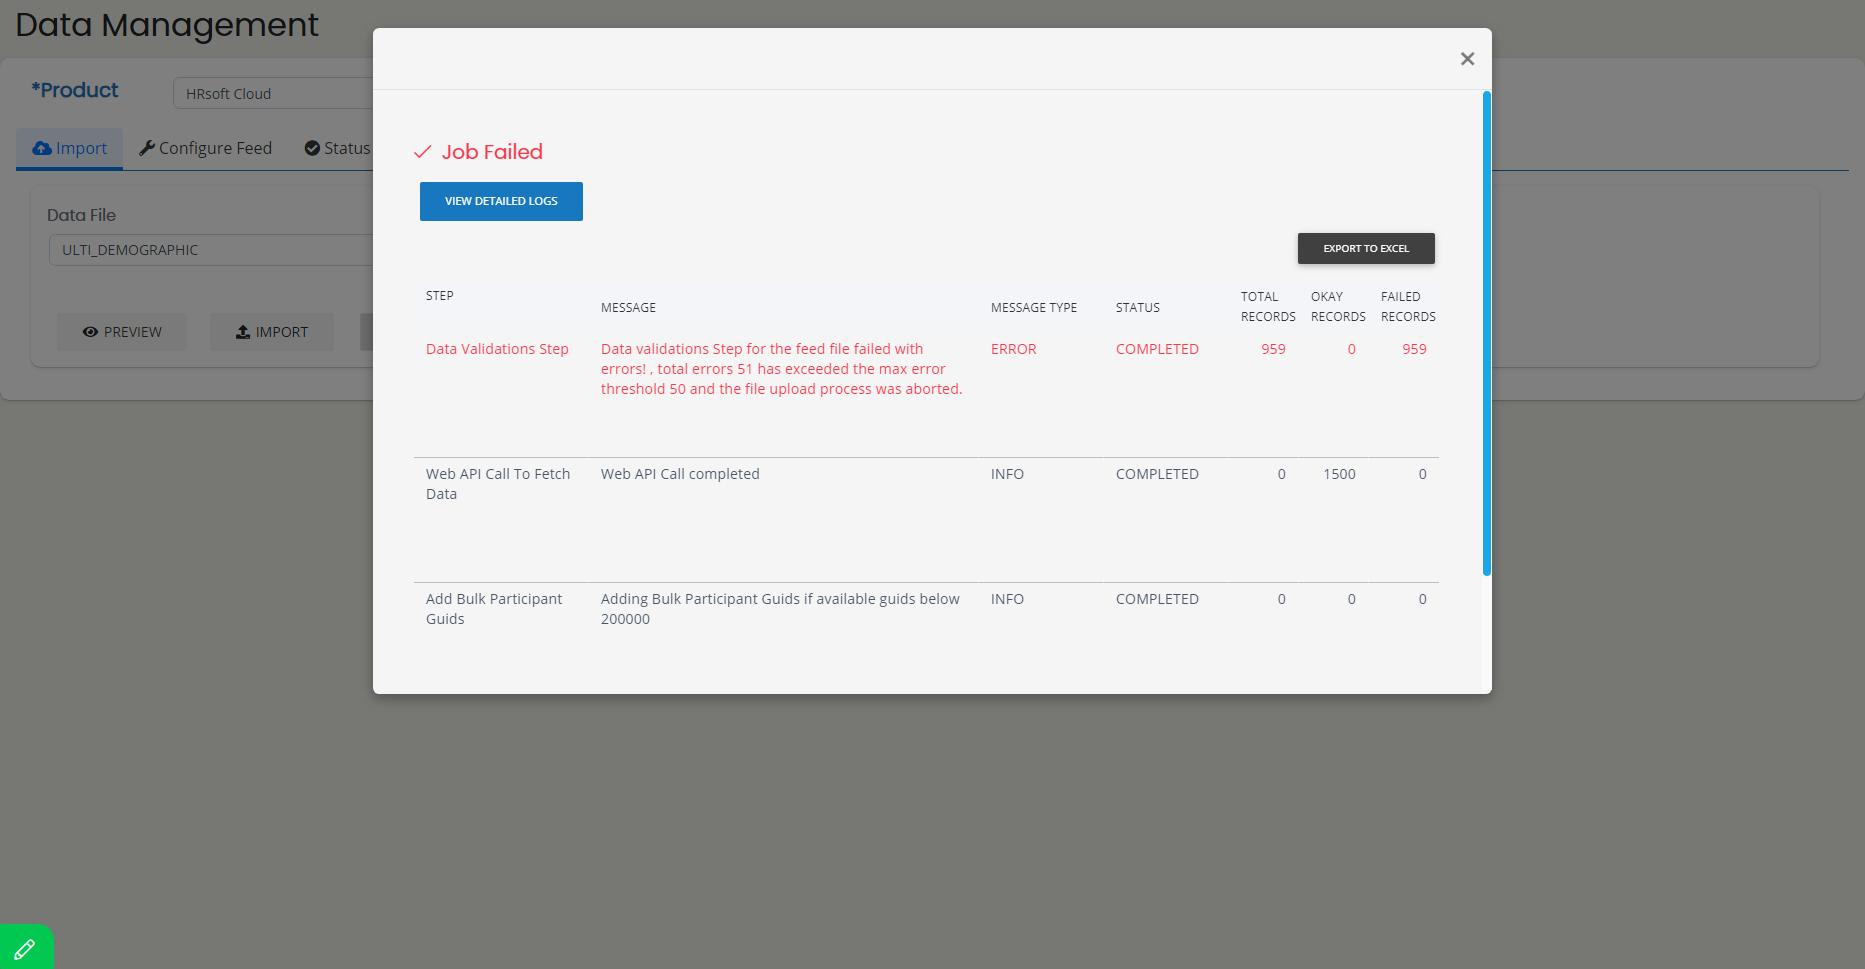 Data Management
*Product
HRsoft Cloud
Import
Configure Feed
Status
Data File
ULTI_DEMOGRAPHIC
PREVIEW
IMPORT
×
Job Failed
VIEW DETAILED LOGS
EXPORT TO EXCEL
STEP
MESSAGE
MESSAGE TYPE
STATUS
TOTAL
RECORDS
OKAY
RECORDS
FAILED
RECORDS
Data Validations Step
Data validations Step for the feed file failed with
errors! , total errors 51 has exceeded the max error
threshold 50 and the file upload process was aborted.
ERROR
COMPLETED
959
0
959
Web API Call To Fetch
Data
Web API Call completed
INFO
COMPLETED
0
1500
0
Add Bulk Participant
Guids
Adding Bulk Participant Guids if available guids below
200000
INFO
COMPLETED
0
0
0